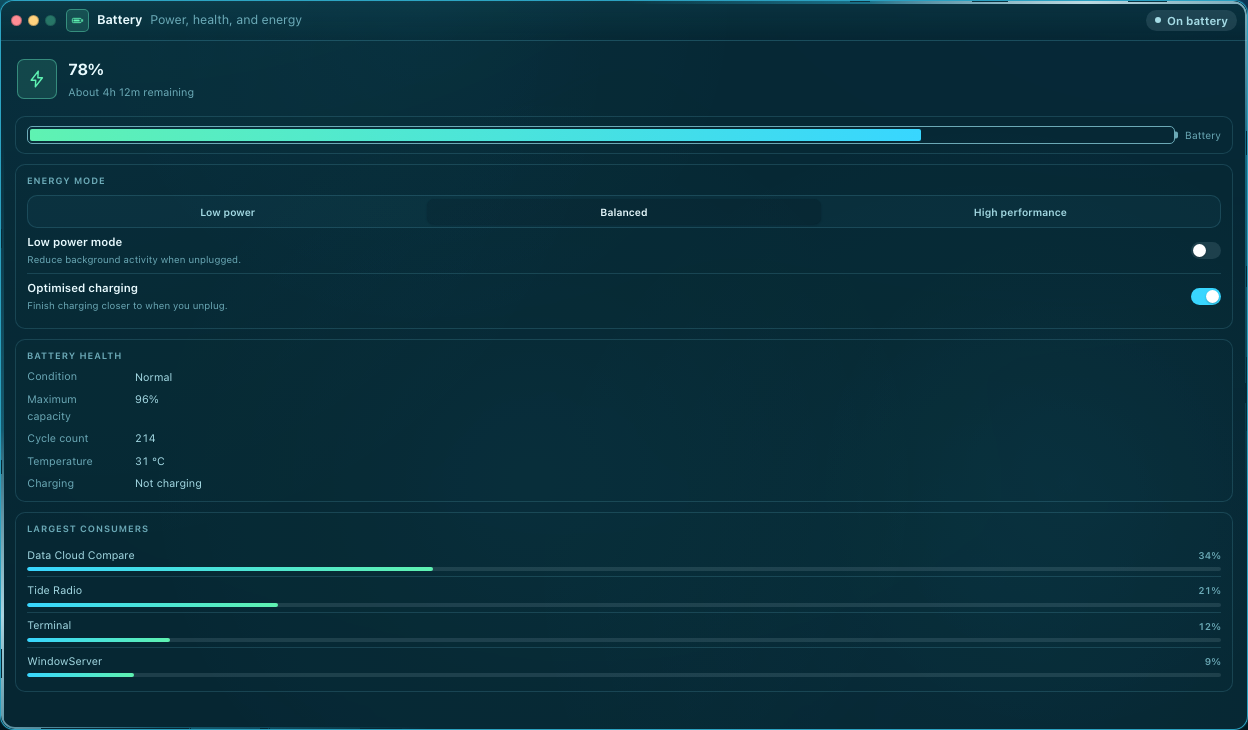 Battery Power, health, and energy
On battery
78%
About 4h 12m remaining
Battery
ENERGY MODE
Low power
Balanced
High performance
Low power mode
Reduce background activity when unplugged.
Optimised charging
Finish charging closer to when you unplug.
BATTERY HEALTH
Condition Normal
Maximum capacity 96%
Cycle count 214
Temperature 31 °C
Charging Not charging
LARGEST CONSUMERS
Data Cloud Compare 34%
Tide Radio 21%
Terminal 12%
WindowServer 9%